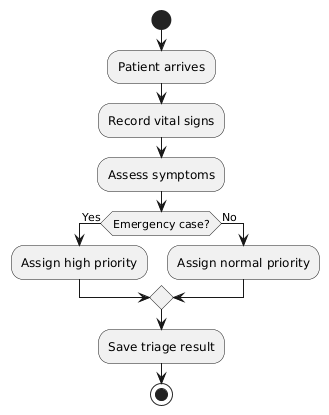 Patient arrives
Record vital signs
Assess symptoms
Yes
Emergency case?
No
Assign high priority
Assign normal priority
Save triage result